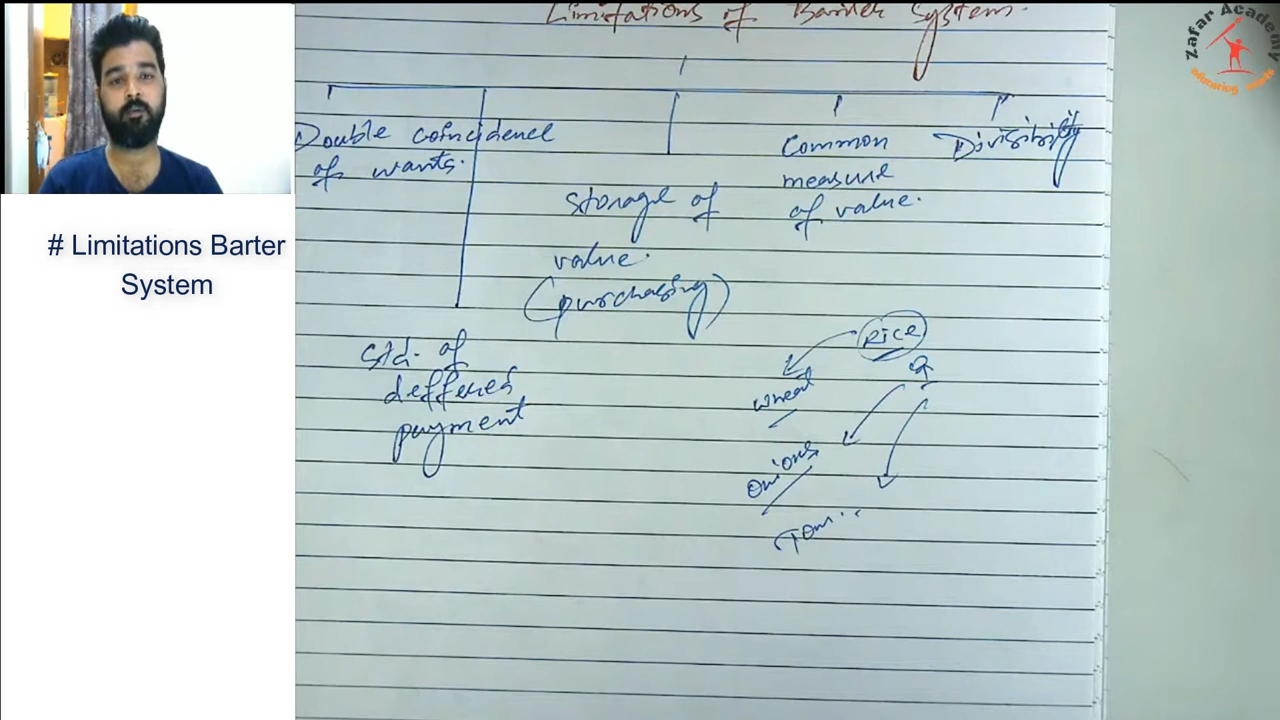 Limitations of Barter System.
Double coincidence
of wants.
Std. of
deffered
payment
Storage of
value.
(purchasing)
Common
measure
of value.
Divisibility
Rice
wheat
onions
Tom..
# Limitations Barter
System
Zafar Academy